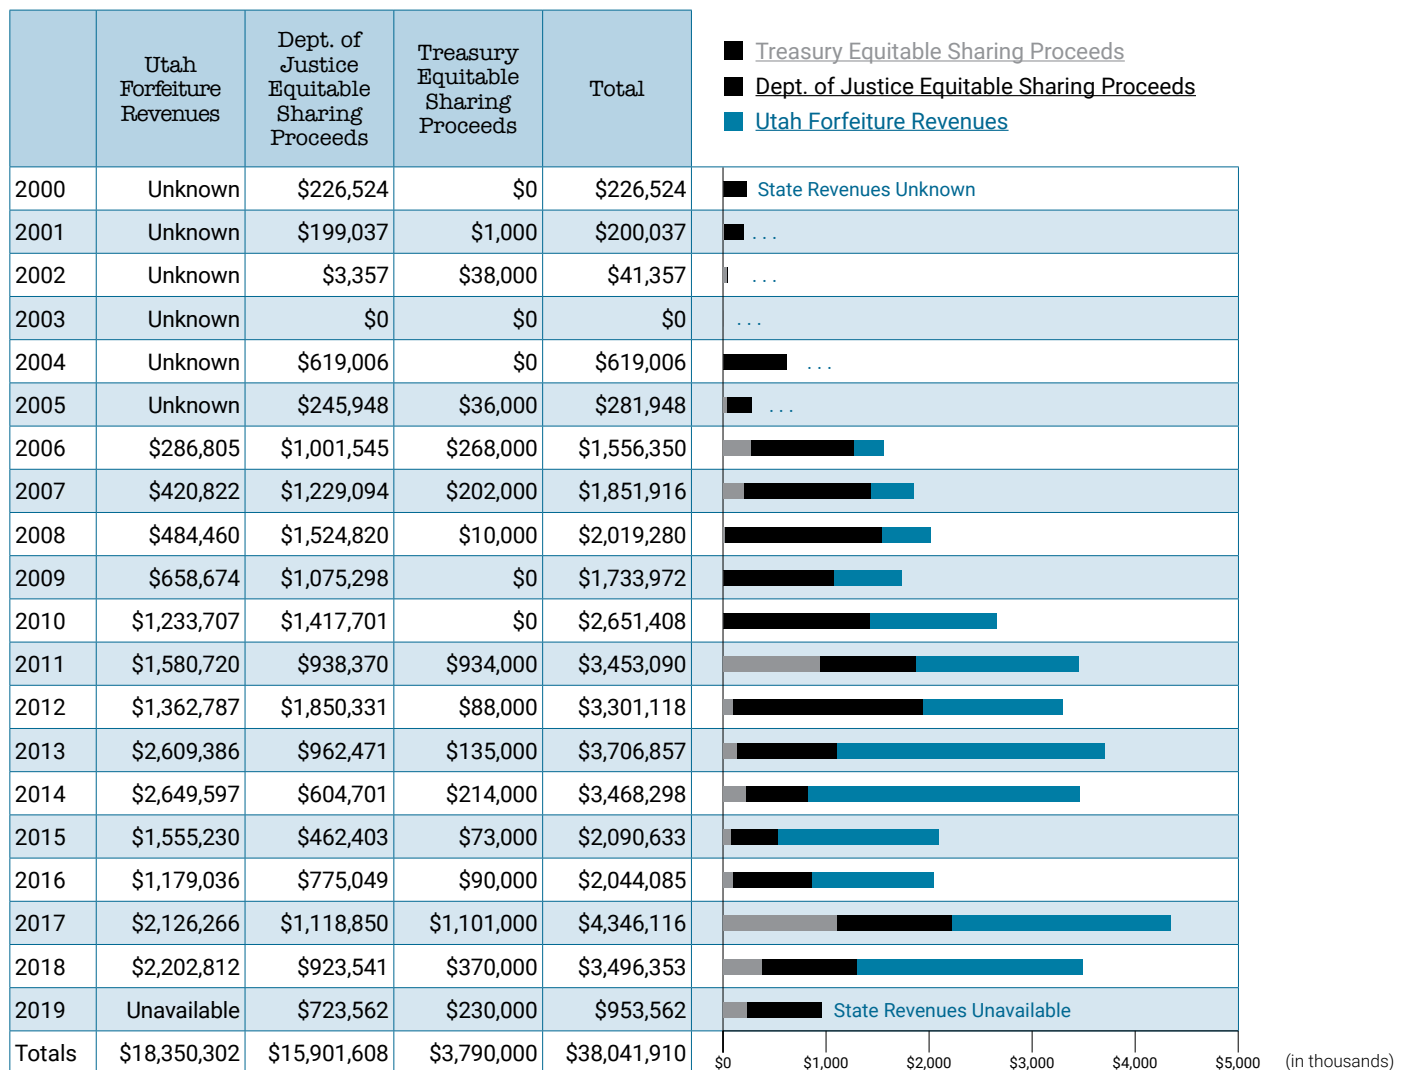 Utah
Forfeiture
Revenues
Dept. of
Justice
Equitable
Sharing
Proceeds
Treasury
Equitable
Sharing
Proceeds
Total
Treasury Equitable Sharing Proceeds
Dept. of Justice Equitable Sharing Proceeds
Utah Forfeiture Revenues
2000 Unknown $226,524 $0 $226,524 State Revenues Unknown
2001 Unknown $199,037 $1,000 $200,037 ...
2002 Unknown $3,357 $38,000 $41,357 ...
2003 Unknown $0 $0 $0 ...
2004 Unknown $619,006 $0 $619,006 ...
2005 Unknown $245,948 $36,000 $281,948 ...
2006 $286,805 $1,001,545 $268,000 $1,556,350
2007 $420,822 $1,229,094 $202,000 $1,851,916
2008 $484,460 $1,524,820 $10,000 $2,019,280
2009 $658,674 $1,075,298 $0 $1,733,972
2010 $1,233,707 $1,417,701 $0 $2,651,408
2011 $1,580,720 $938,370 $934,000 $3,453,090
2012 $1,362,787 $1,850,331 $88,000 $3,301,118
2013 $2,609,386 $962,471 $135,000 $3,706,857
2014 $2,649,597 $604,701 $214,000 $3,468,298
2015 $1,555,230 $462,403 $73,000 $2,090,633
2016 $1,179,036 $775,049 $90,000 $2,044,085
2017 $2,126,266 $1,118,850 $1,101,000 $4,346,116
2018 $2,202,812 $923,541 $370,000 $3,496,353
2019 Unavailable $723,562 $230,000 $953,562 State Revenues Unavailable
Totals $18,350,302 $15,901,608 $3,790,000 $38,041,910
$0 $1,000 $2,000 $3,000 $4,000 $5,000 (in thousands)